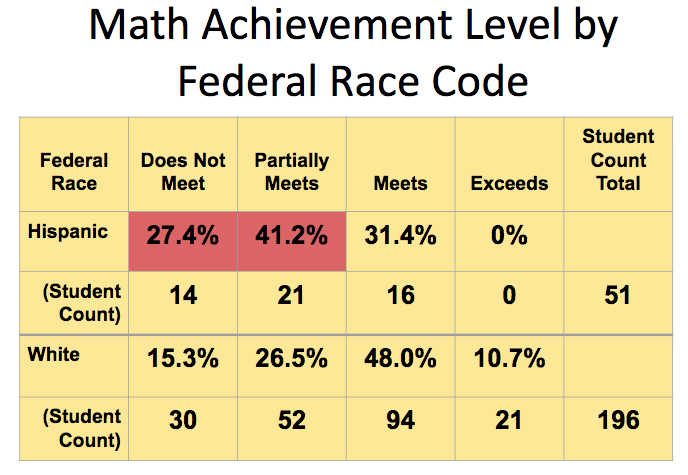 Math Achievement Level by
Federal Race Code
Federal Race Does Not Meet Partially Meets Meets Exceeds Student Count Total
Hispanic 27.4% 41.2% 31.4% 0%
(Student Count) 14 21 16 0 51
White 15.3% 26.5% 48.0% 10.7%
(Student Count) 30 52 94 21 196